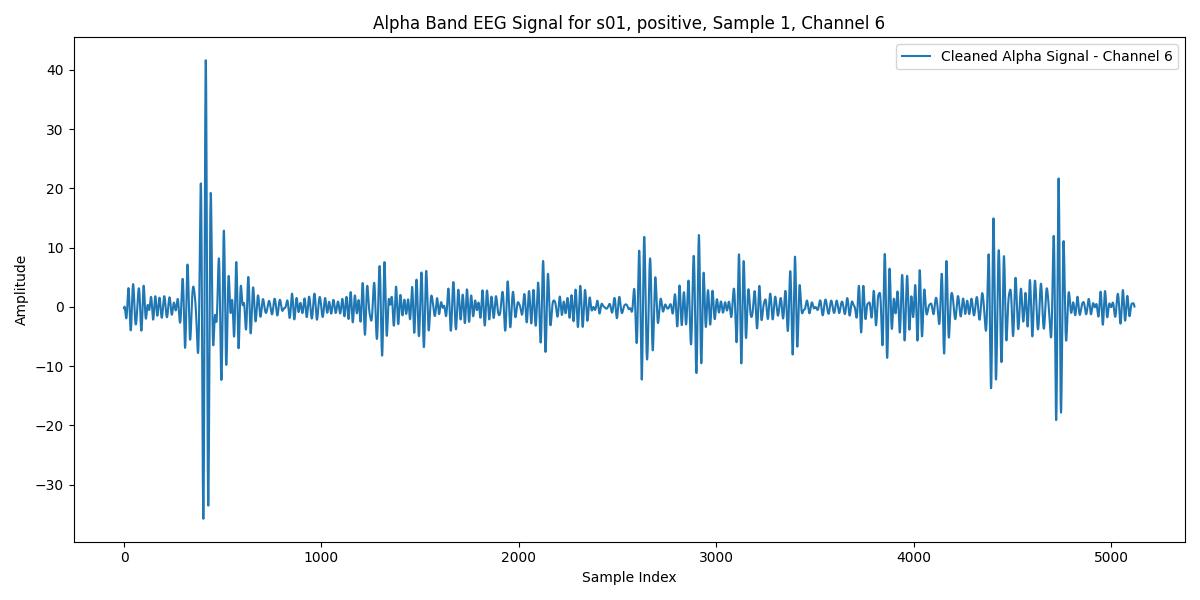 Alpha Band EEG Signal for s01, positive, Sample 1, Channel 6
Cleaned Alpha Signal - Channel 6
40
30
20
10
0
−10
−20
−30
Amplitude
0 1000 2000 3000 4000 5000
Sample Index